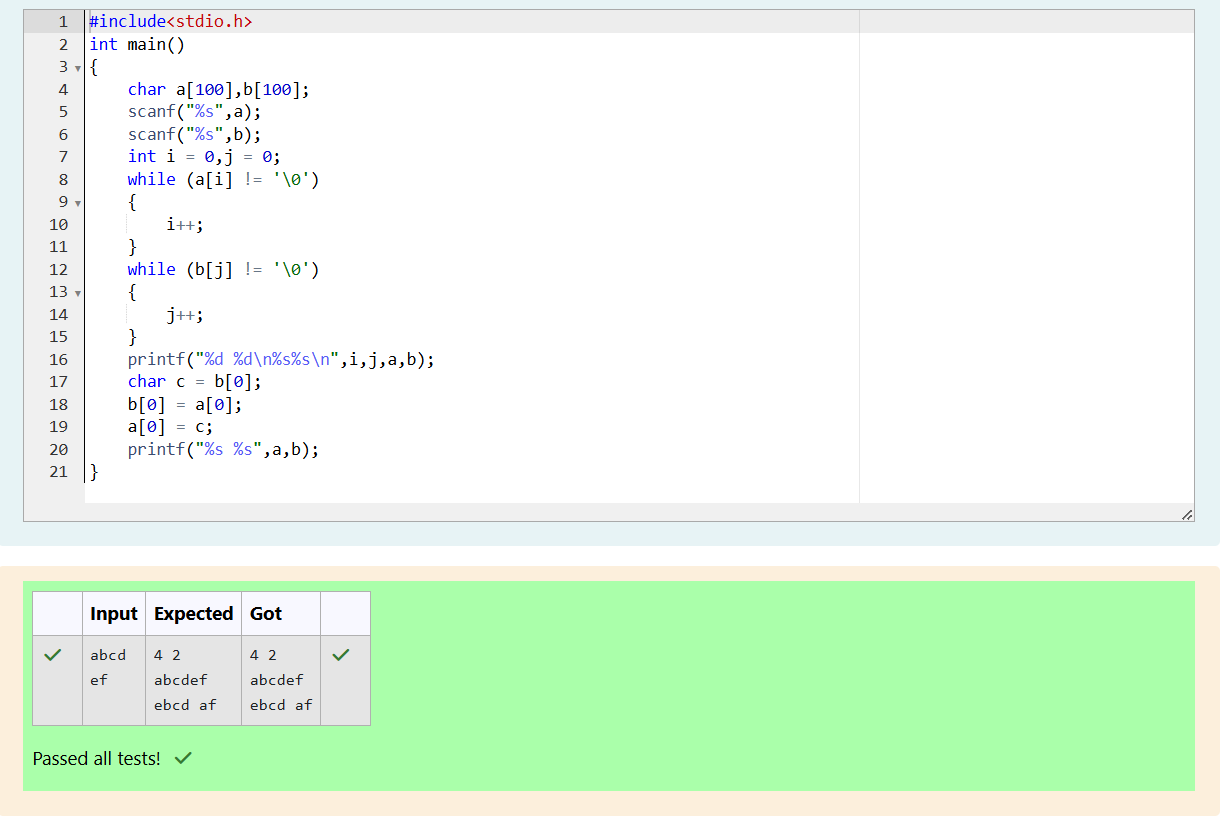 1 #include<stdio.h>
2 int main()
3 {
4     char a[100],b[100];
5     scanf("%s",a);
6     scanf("%s",b);
7     int i = 0,j = 0;
8     while (a[i] != '\0')
9     {
10         i++;
11     }
12     while (b[j] != '\0')
13     {
14         j++;
15     }
16     printf("%d %d\n%s%s\n",i,j,a,b);
17     char c = b[0];
18     b[0] = a[0];
19     a[0] = c;
20     printf("%s %s",a,b);
21 }
Input Expected Got
abcd 4 2 4 2
ef abcdef abcdef
ebcd af ebcd af
Passed all tests!